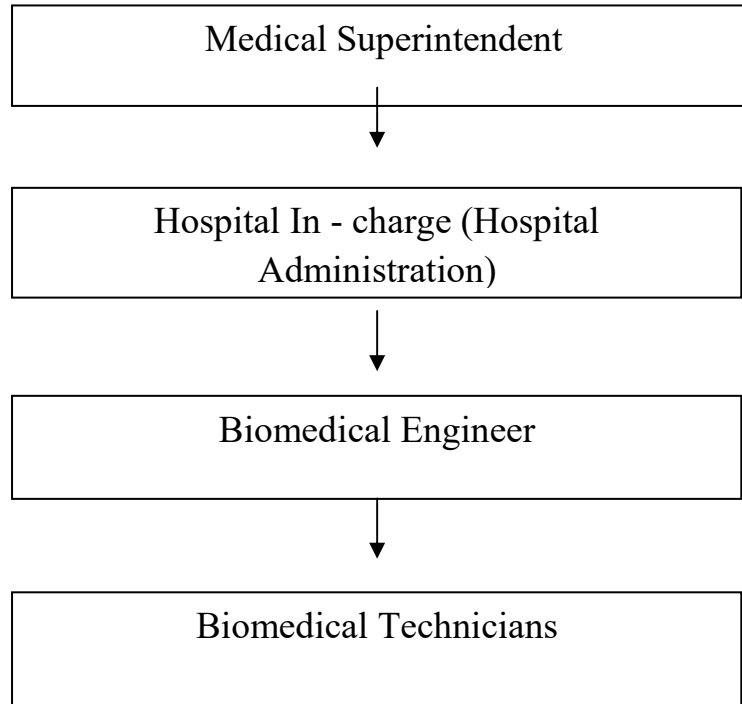 Medical Superintendent
Hospital In - charge (Hospital
Administration)
Biomedical Engineer
Biomedical Technicians